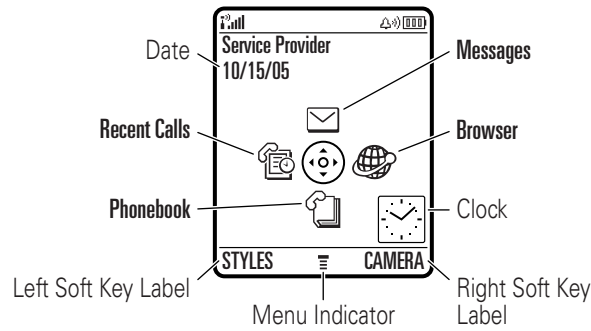 Date
Service Provider
10/15/05
Messages
Recent Calls
Browser
Phonebook
Clock
STYLES
CAMERA
Left Soft Key Label
Menu Indicator
Right Soft Key
Label